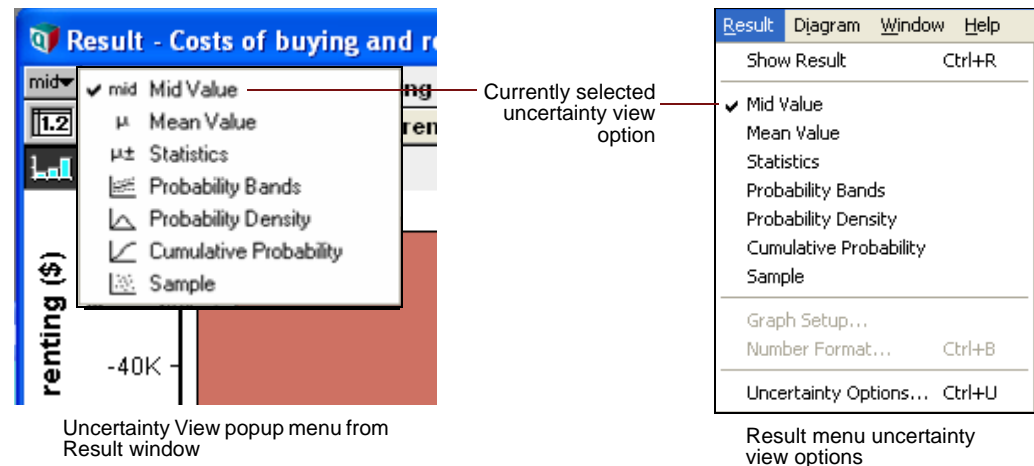 Result - Costs of buying and re
mid
mid Mid Value
µ Mean Value
µ± Statistics
Probability Bands
Probability Density
Cumulative Probability
Sample
ng
1.2
ren
renting ($)
-40K
Uncertainty View popup menu from
Result window
Currently selected
uncertainty view
option
Result Diagram Window Help
Show Result Ctrl+R
Mid Value
Mean Value
Statistics
Probability Bands
Probability Density
Cumulative Probability
Sample
Graph Setup...
Number Format... Ctrl+B
Uncertainty Options... Ctrl+U
Result menu uncertainty
view options